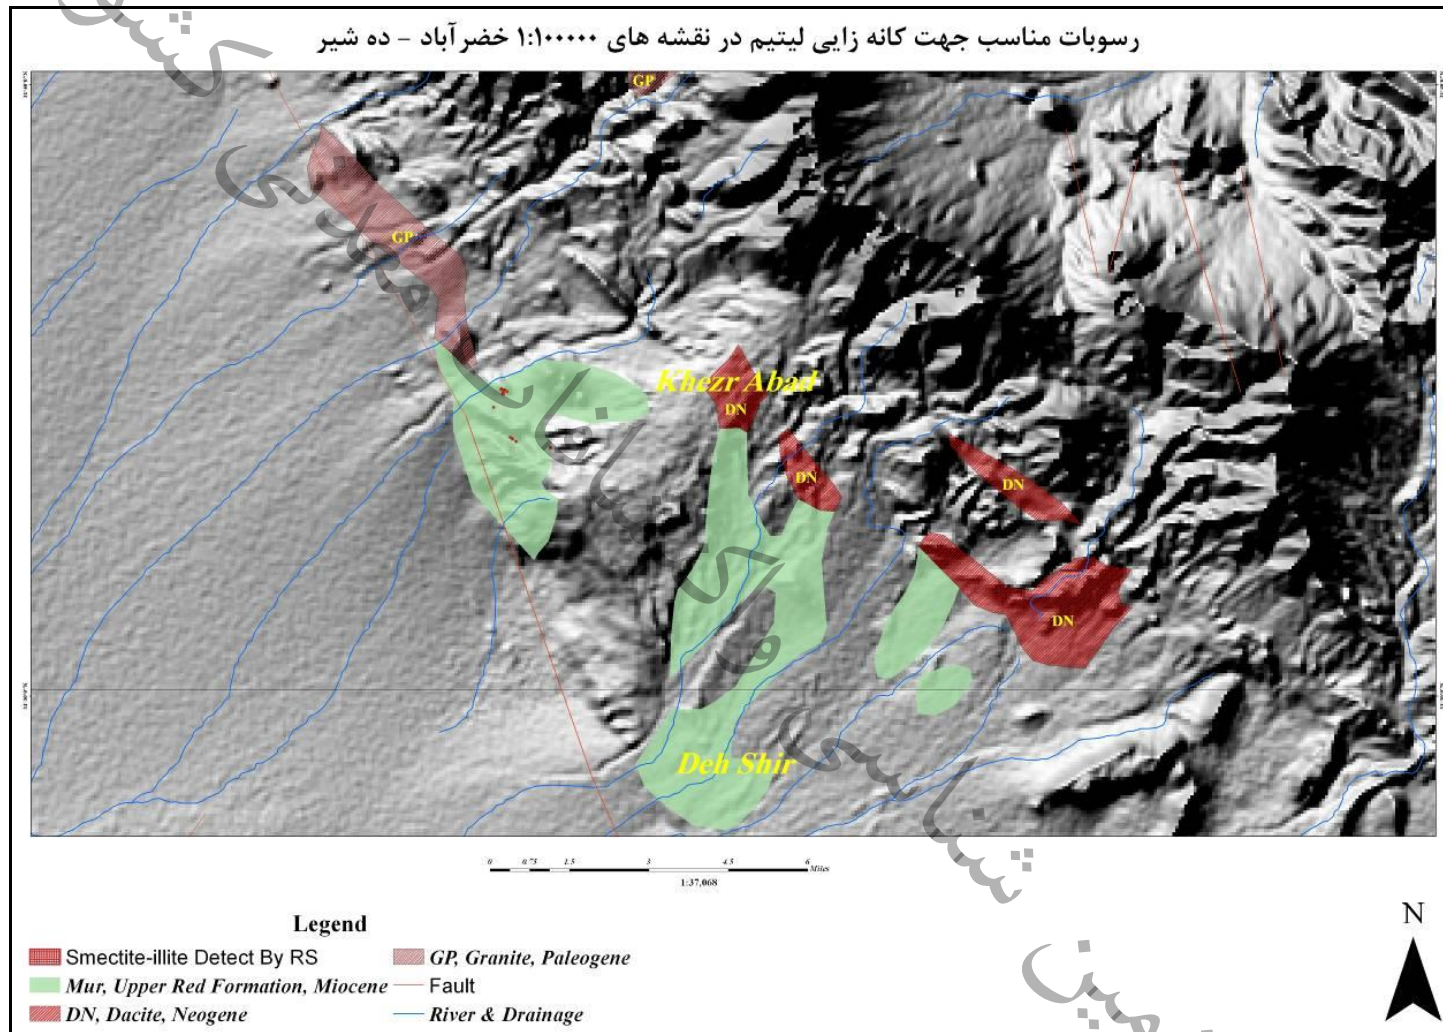 رسوبات مناسب جهت کانه زایی لیتیم در نقشه های ۱:۱۰۰۰۰۰ خضرآباد – ده شیر
GP
GP
Khezr Abad
DN
DN
DN
DN
Deh Shir
0 0.75 1.5 3 4.5 6 Miles
1:37,068
Legend
Smectite-illite Detect By RS
Mur, Upper Red Formation, Miocene
DN, Dacite, Neogene
GP, Granite, Paleogene
Fault
River & Drainage
N